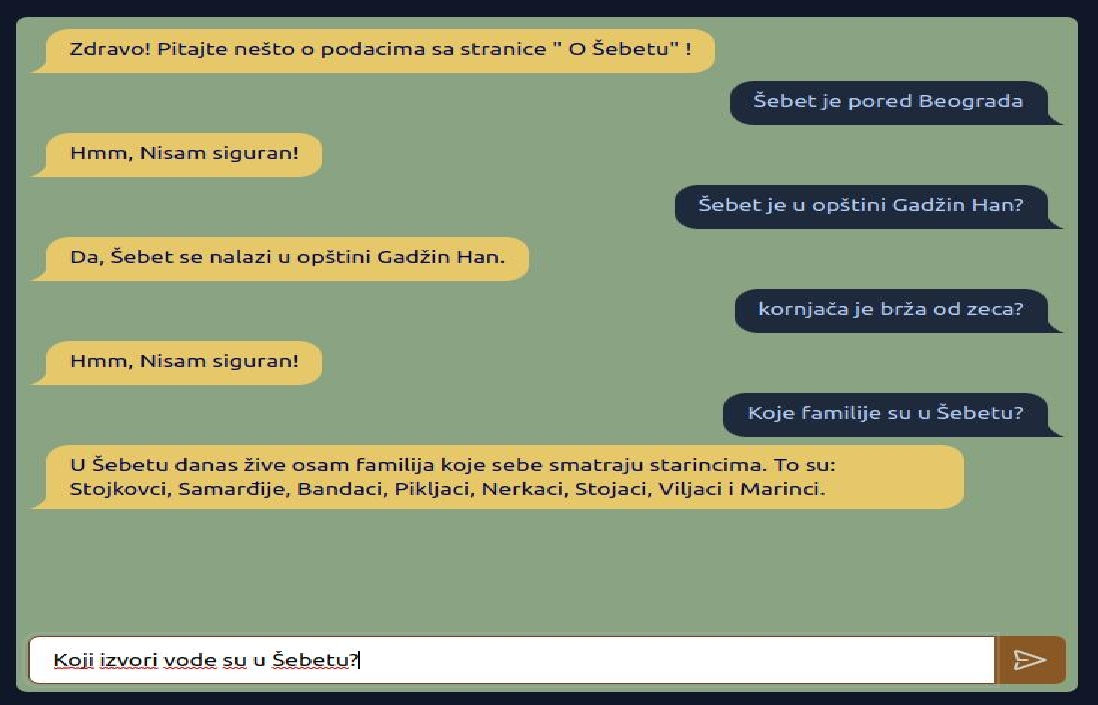 Zdravo! Pitajte nešto o podacima sa stranice " O Šebetu" !
Šebet je pored Beograda
Hmm, Nisam siguran!
Šebet je u opštini Gadžin Han?
Da, Šebet se nalazi u opštini Gadžin Han.
kornjača je brža od zeca?
Hmm, Nisam siguran!
Koje familije su u Šebetu?
U Šebetu danas žive osam familija koje sebe smatraju starincima. To su:
Stojkovci, Samarđije, Bandaci, Pikljaci, Nerkaci, Stojaci, Viljaci i Marinci.
Koji izvori vode su u Šebetu?